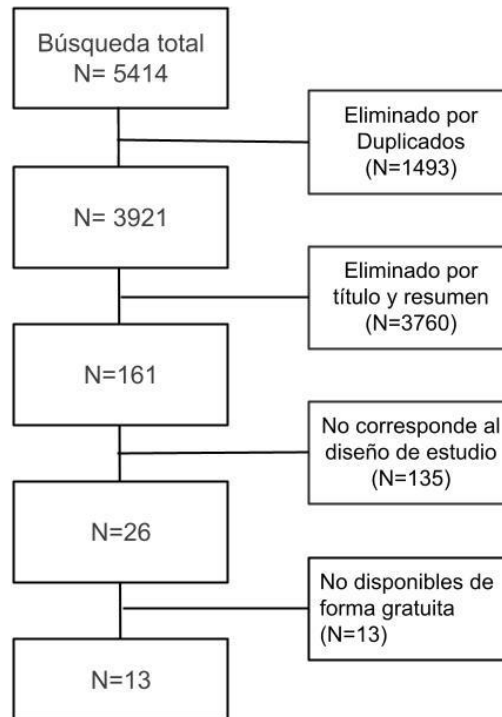 Búsqueda total
N= 5414
Eliminado por
Duplicados
(N=1493)
N= 3921
Eliminado por
título y resumen
(N=3760)
N=161
No corresponde al
diseño de estudio
(N=135)
N=26
No disponibles de
forma gratuita
(N=13)
N=13